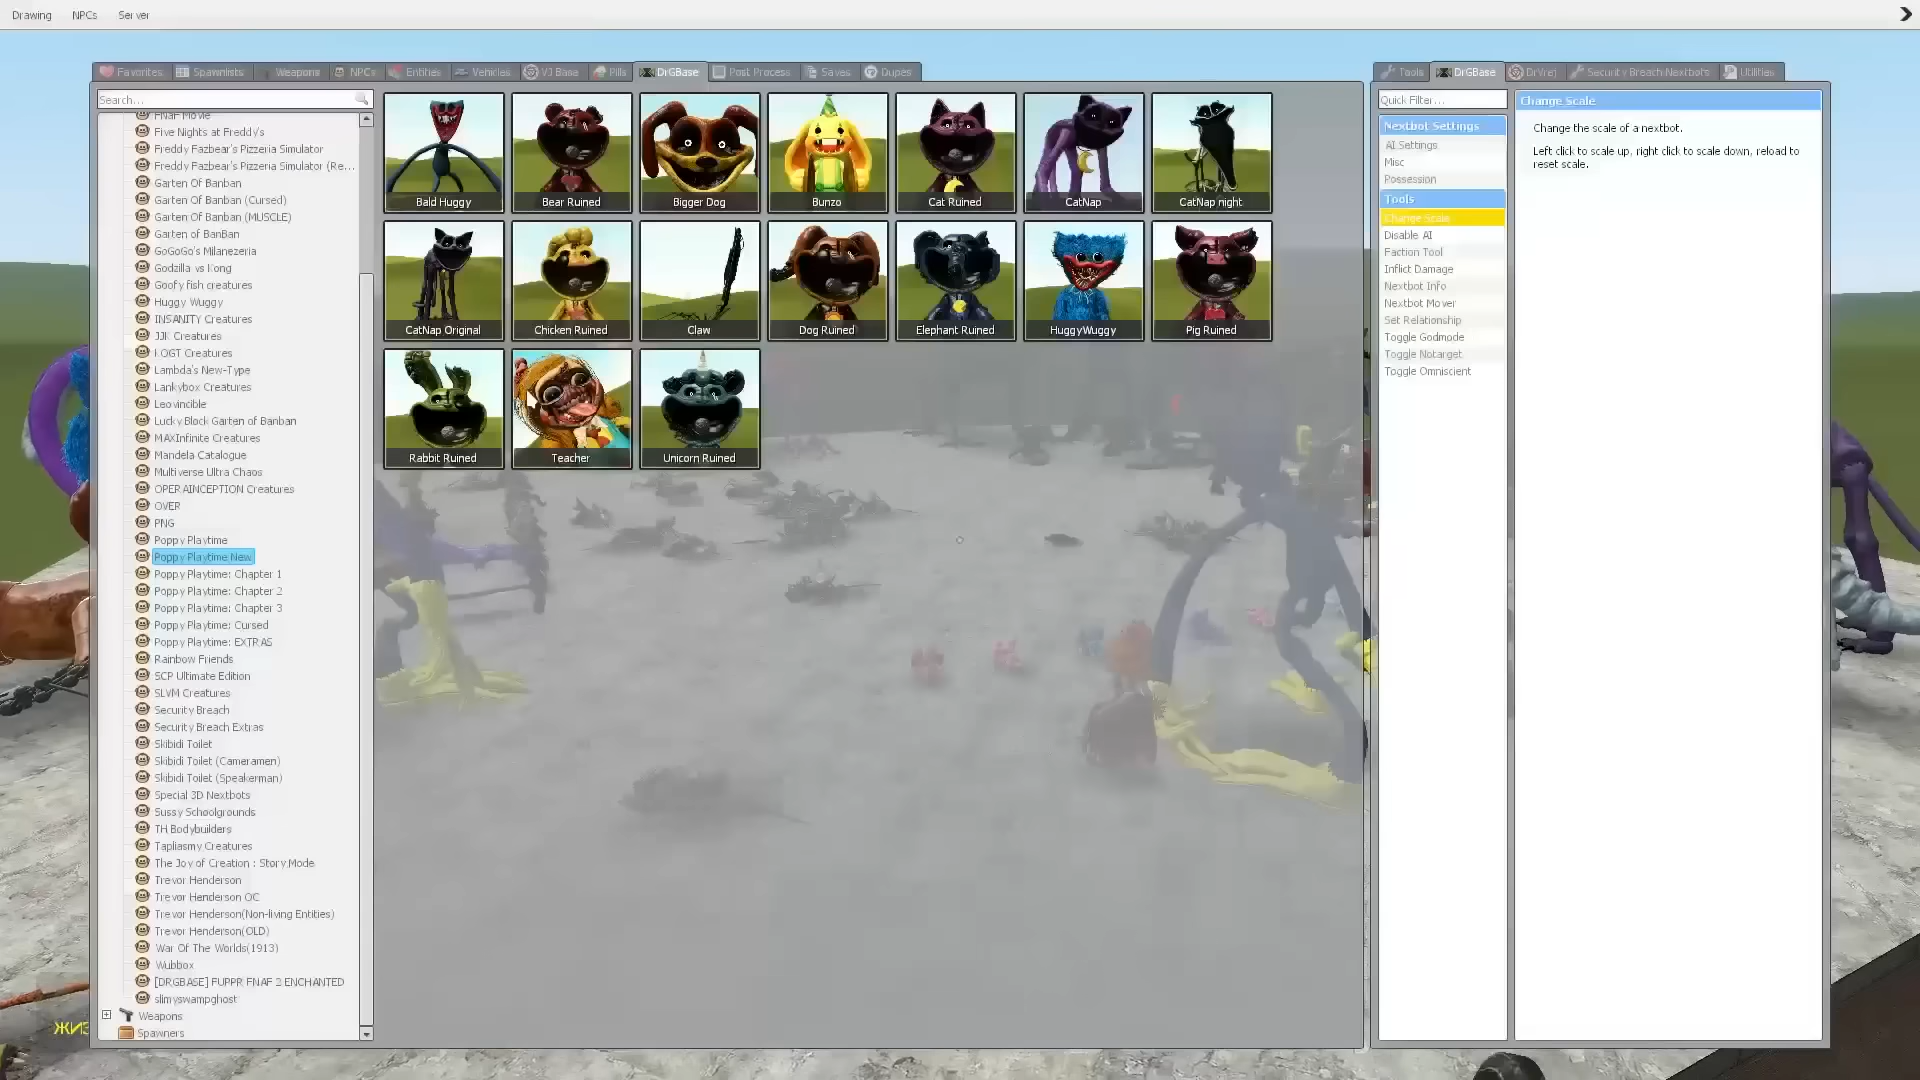 Drawing NPCs Server
Favorites Spawnlists Weapons NPCs Entities Vehicles VJ Base Pills DrGBase Post Process Saves Dupes
Search...
FNaF Movie
Five Nights at Freddy's
Freddy Fazbear's Pizzeria Simulator
Freddy Fazbear's Pizzeria Simulator (Re...
Garten Of Banban
Garten Of Banban (Cursed)
Garten Of Banban (MUSCLE)
Garten of BanBan
GoGoGo's Milanezeria
Godzilla vs Kong
Goofy fish creatures
Huggy Wuggy
INSANITY Creatures
JJK Creatures
KOGT Creatures
Lambda's New-Type
Lankybox Creatures
Leovincible
Lucky Block Garten of Banban
MAXInfinite Creatures
Mandela Catalogue
Multiverse Ultra Chaos
OPERAINCEPTION Creatures
OVER
PNG
Poppy Playtime
Poppy Playtime New
Poppy Playtime: Chapter 1
Poppy Playtime: Chapter 2
Poppy Playtime: Chapter 3
Poppy Playtime: Cursed
Poppy Playtime: EXTRAS
Rainbow Friends
SCP Ultimate Edition
SLVM Creatures
Security Breach
Security Breach Extras
Skibidi Toilet
Skibidi Toilet (Cameramen)
Skibidi Toilet (Speakerman)
Special 3D Nextbots
Sussy Schoolgrounds
TH Bodybuilders
Tapliasmy Creatures
The Joy of Creation : Story Mode
Trevor Henderson
Trevor Henderson OC
Trevor Henderson(Non-living Entities)
Trevor Henderson(OLD)
War Of The Worlds(1913)
Wubbox
[DRGBASE] FUPPR FNAF 2 ENCHANTED
slimyswampghost
Weapons
Spawners
Bald Huggy Bear Ruined Bigger Dog Bunzo Cat Ruined CatNap CatNap night
CatNap Original Chicken Ruined Claw Dog Ruined Elephant Ruined HuggyWuggy Pig Ruined
Rabbit Ruined Teacher Unicorn Ruined
Tools DrGBase DrVrej Security Breach Nextbots Utilities
Quick Filter...
Nextbot Settings
AI Settings
Misc
Possession
Tools
Change Scale
Disable AI
Faction Tool
Inflict Damage
Nextbot Info
Nextbot Mover
Set Relationship
Toggle Godmode
Toggle Notarget
Toggle Omniscient
Change Scale
Change the scale of a nextbot.
Left click to scale up, right click to scale down, reload to
reset scale.